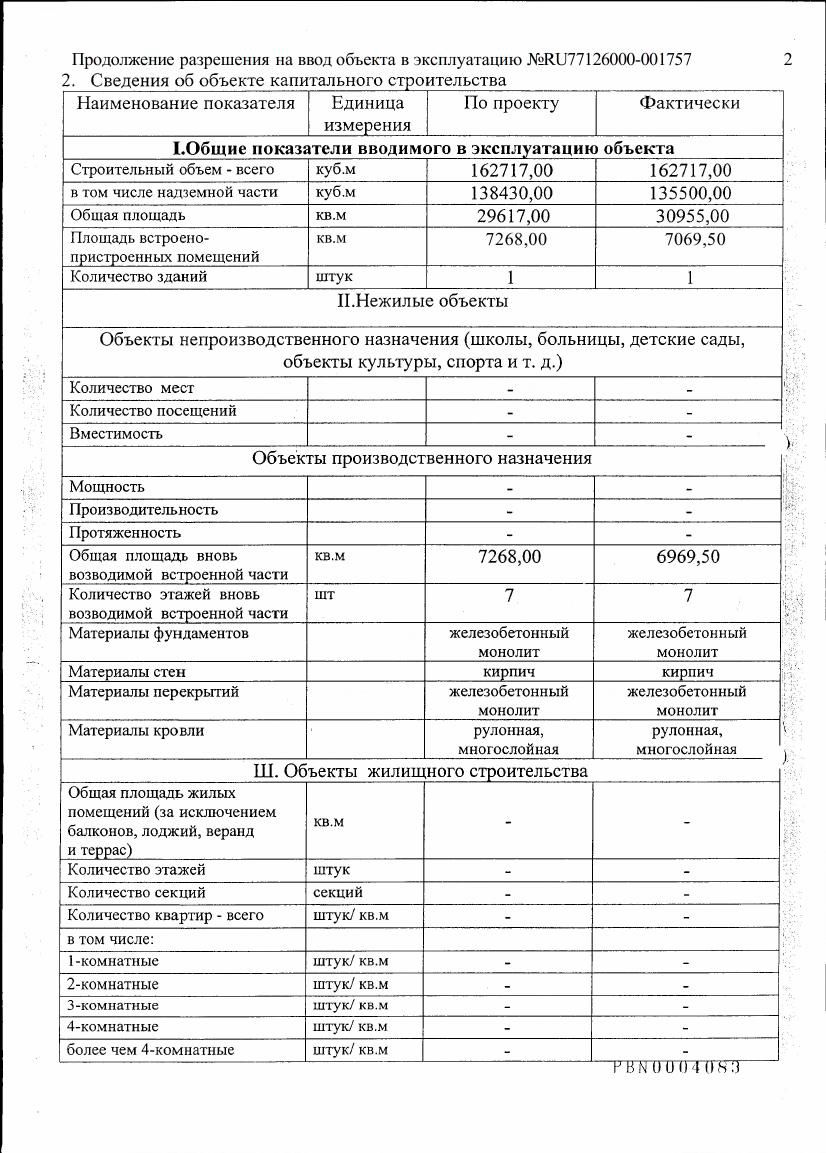 Продолжение разрешения на ввод объекта в эксплуатацию №RU77126000-001757 2
2. Сведения об объекте капитального строительства
Наименование показателя Единица измерения По проекту Фактически
I.Общие показатели вводимого в эксплуатацию объекта
Строительный объем - всего куб.м 162717,00 162717,00
в том числе надземной части куб.м 138430,00 135500,00
Общая площадь кв.м 29617,00 30955,00
Площадь встроено- кв.м 7268,00 7069,50
пристроенных помещений
Количество зданий штук 1 1
II.Нежилые объекты
Объекты непроизводственного назначения (школы, больницы, детские сады,
объекты культуры, спорта и т. д.)
Количество мест - -
Количество посещений - -
Вместимость - -
Объекты производственного назначения
Мощность - -
Производительность - -
Протяженность - -
Общая площадь вновь кв.м 7268,00 6969,50
возводимой встроенной части
Количество этажей вновь шт 7 7
возводимой встроенной части
Материалы фундаментов железобетонный железобетонный
монолит монолит
Материалы стен кирпич кирпич
Материалы перекрытий железобетонный железобетонный
монолит монолит
Материалы кровли рулонная, рулонная,
многослойная многослойная
Ш. Объекты жилищного строительства
Общая площадь жилых
помещений (за исключением
балконов, лоджий, веранд кв.м - -
и террас)
Количество этажей штук - -
Количество секций секций - -
Количество квартир - всего штук/ кв.м - -
в том числе:
1-комнатные штук/ кв.м - -
2-комнатные штук/ кв.м - -
3-комнатные штук/ кв.м - -
4-комнатные штук/ кв.м - -
более чем 4-комнатные штук/ кв.м - -
PBN0004083